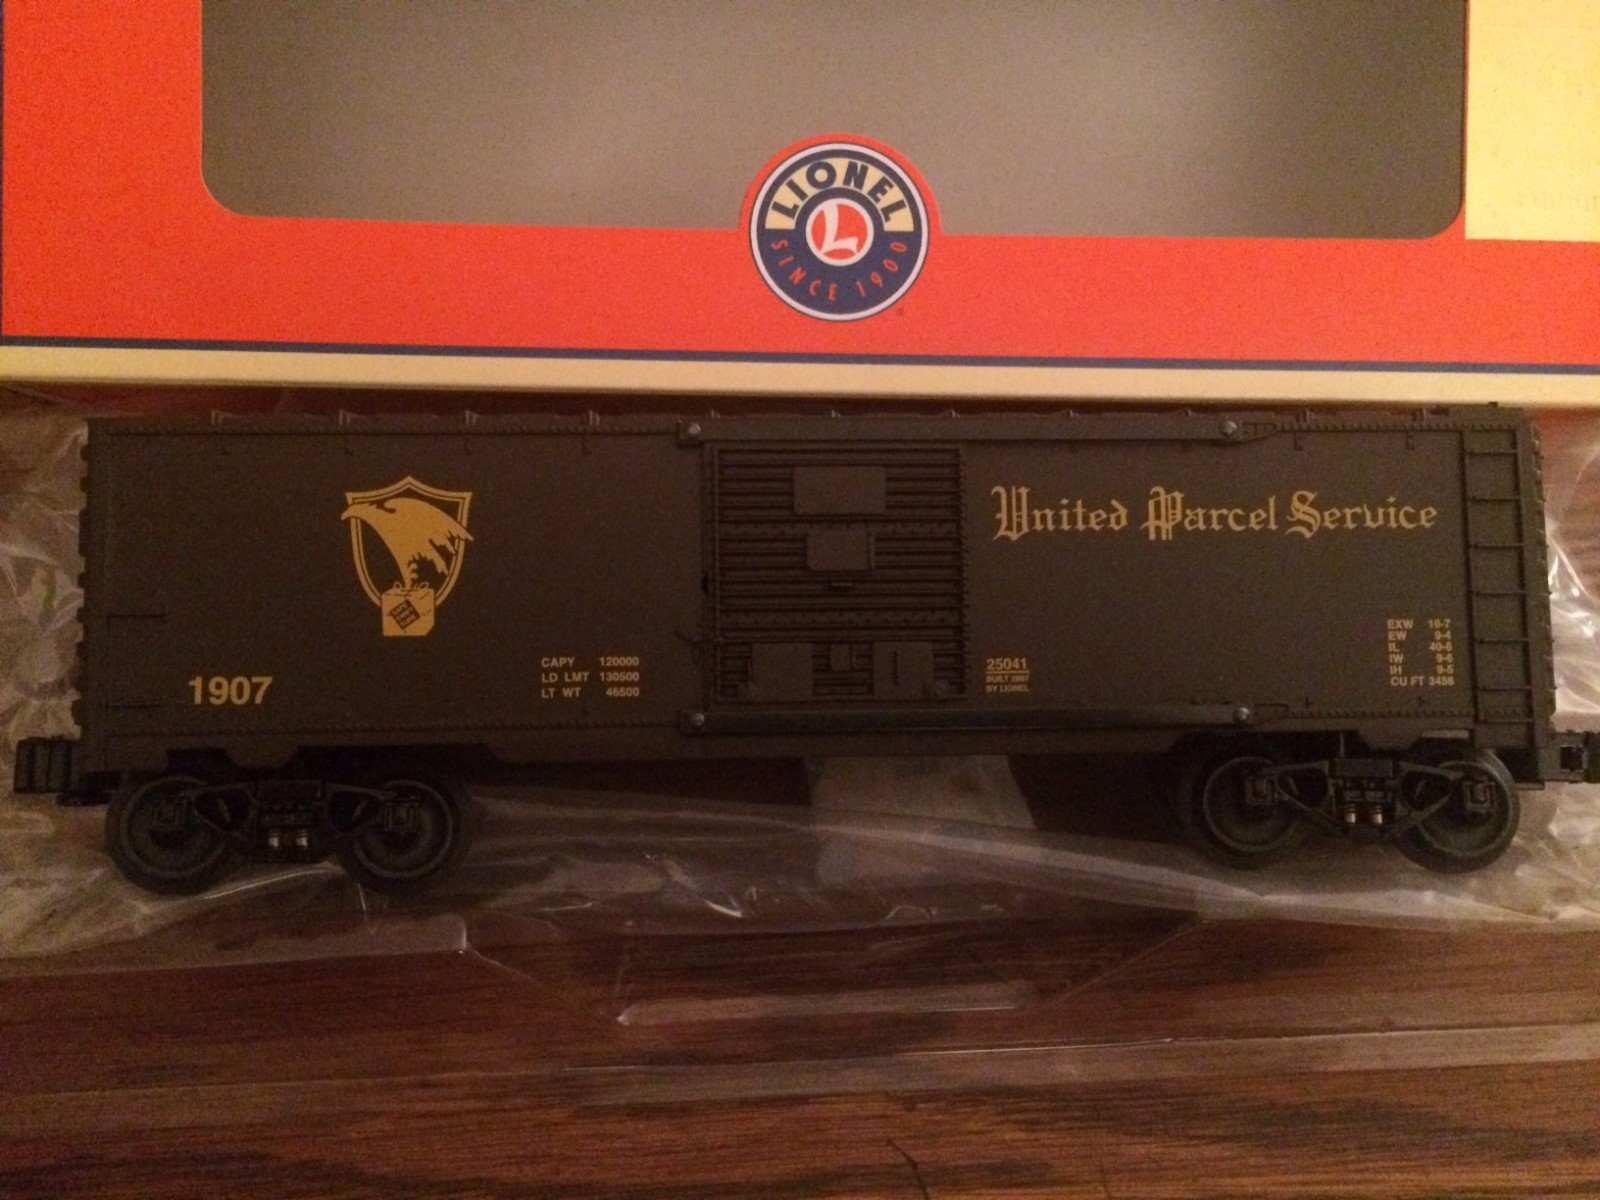 LIONEL
L
SINCE 1900
United Parcel Service
1907
CAPY 120000
LD LMT 130500
LT WT 46500
25041
BUILT 2007
BY LIONEL
EXW 10-7
EW 9-4
IL 40-6
IW 9-6
IH 9-5
CU FT 3456